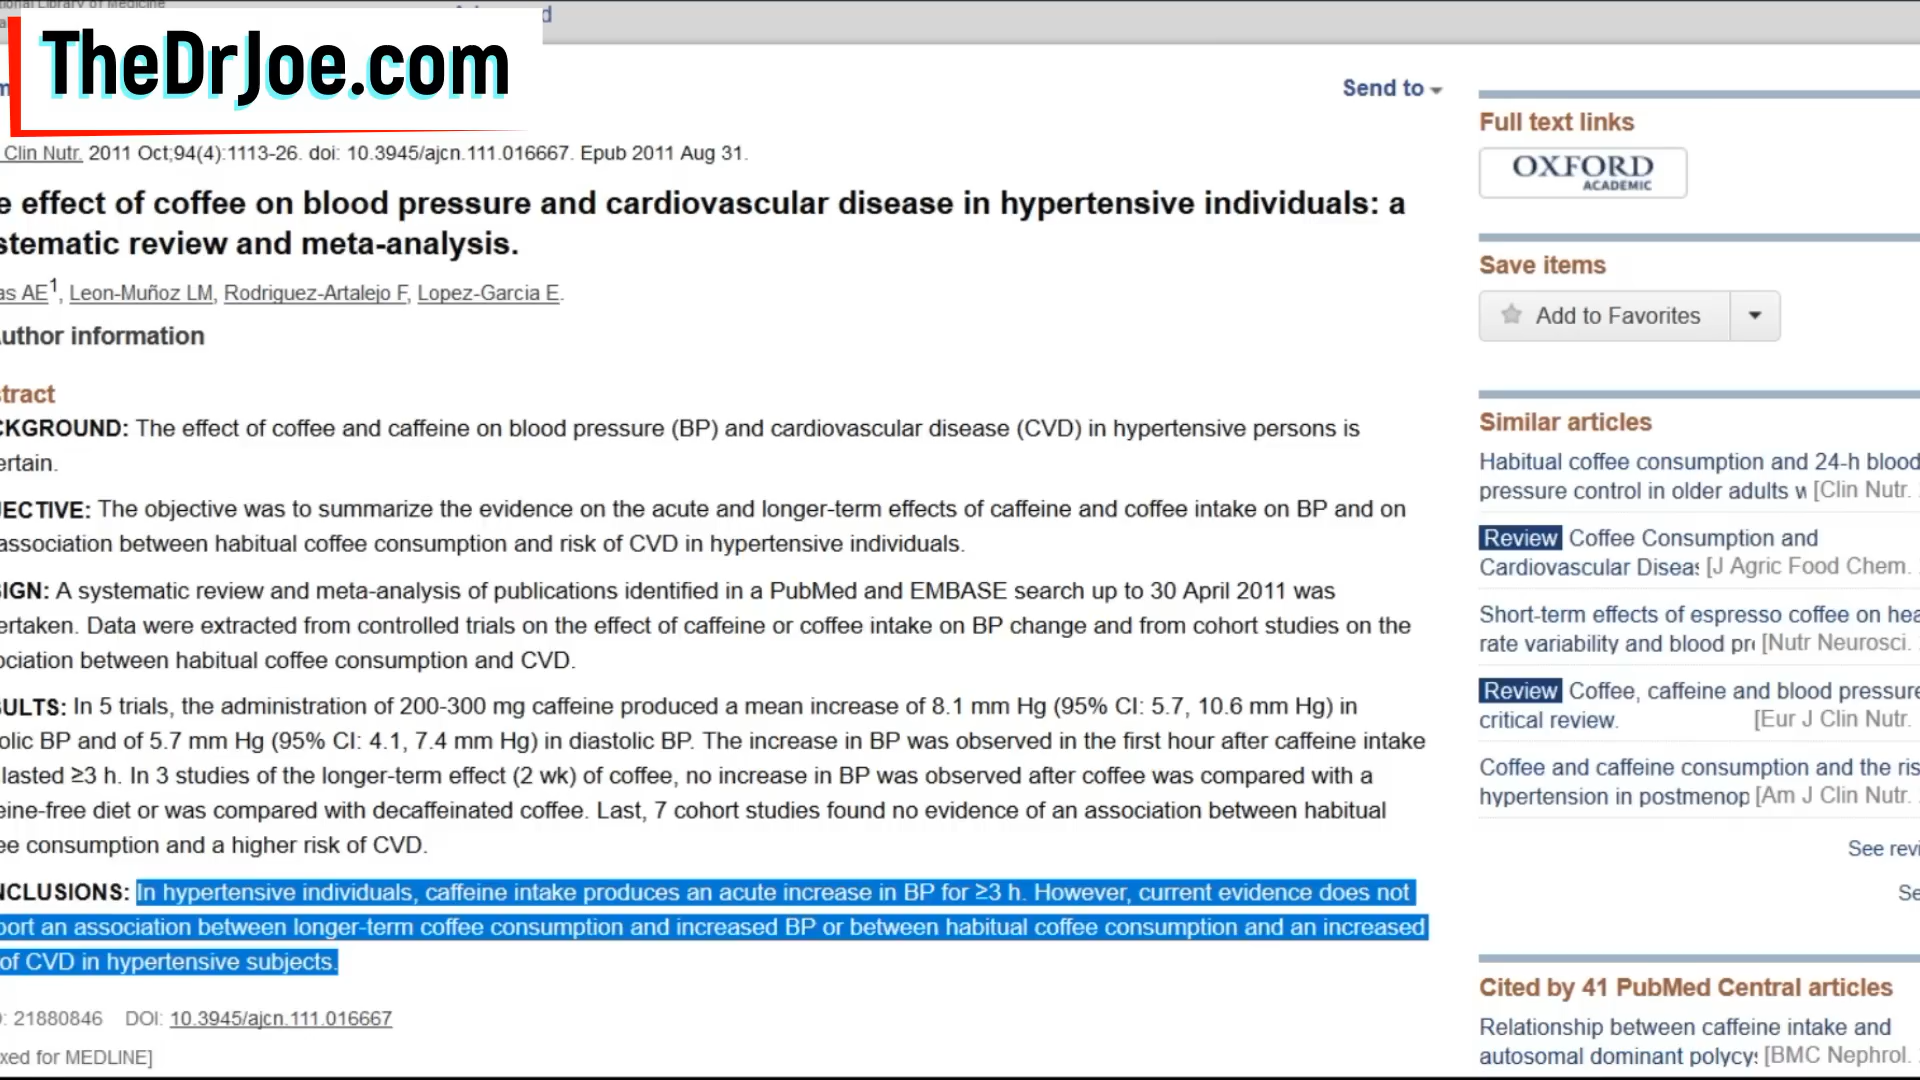 tional Library of Medicine
TheDrJoe.com
Send to
Clin Nutr. 2011 Oct;94(4):1113-26. doi: 10.3945/ajcn.111.016667. Epub 2011 Aug 31.
e effect of coffee on blood pressure and cardiovascular disease in hypertensive individuals: a
stematic review and meta-analysis.
as AE1, Leon-Muñoz LM, Rodriguez-Artalejo F, Lopez-Garcia E.
uthor information
tract
CKGROUND: The effect of coffee and caffeine on blood pressure (BP) and cardiovascular disease (CVD) in hypertensive persons is
ertain.
JECTIVE: The objective was to summarize the evidence on the acute and longer-term effects of caffeine and coffee intake on BP and on
association between habitual coffee consumption and risk of CVD in hypertensive individuals.
SIGN: A systematic review and meta-analysis of publications identified in a PubMed and EMBASE search up to 30 April 2011 was
ertaken. Data were extracted from controlled trials on the effect of caffeine or coffee intake on BP change and from cohort studies on the
ociation between habitual coffee consumption and CVD.
SULTS: In 5 trials, the administration of 200-300 mg caffeine produced a mean increase of 8.1 mm Hg (95% CI: 5.7, 10.6 mm Hg) in
olic BP and of 5.7 mm Hg (95% CI: 4.1, 7.4 mm Hg) in diastolic BP. The increase in BP was observed in the first hour after caffeine intake
lasted ≥3 h. In 3 studies of the longer-term effect (2 wk) of coffee, no increase in BP was observed after coffee was compared with a
eine-free diet or was compared with decaffeinated coffee. Last, 7 cohort studies found no evidence of an association between habitual
ee consumption and a higher risk of CVD.
NCLUSIONS: In hypertensive individuals, caffeine intake produces an acute increase in BP for ≥3 h. However, current evidence does not
port an association between longer-term coffee consumption and increased BP or between habitual coffee consumption and an increased
of CVD in hypertensive subjects.
: 21880846 DOI: 10.3945/ajcn.111.016667
xed for MEDLINE]
Full text links
OXFORD
ACADEMIC
Save items
Add to Favorites
Similar articles
Habitual coffee consumption and 24-h blood
pressure control in older adults w [Clin Nutr.
Review Coffee Consumption and
Cardiovascular Diseas [J Agric Food Chem.
Short-term effects of espresso coffee on hea
rate variability and blood pre [Nutr Neurosci.
Review Coffee, caffeine and blood pressure
critical review. [Eur J Clin Nutr.
Coffee and caffeine consumption and the ris
hypertension in postmenop [Am J Clin Nutr.
See revi
Se
Cited by 41 PubMed Central articles
Relationship between caffeine intake and
autosomal dominant polycys [BMC Nephrol.